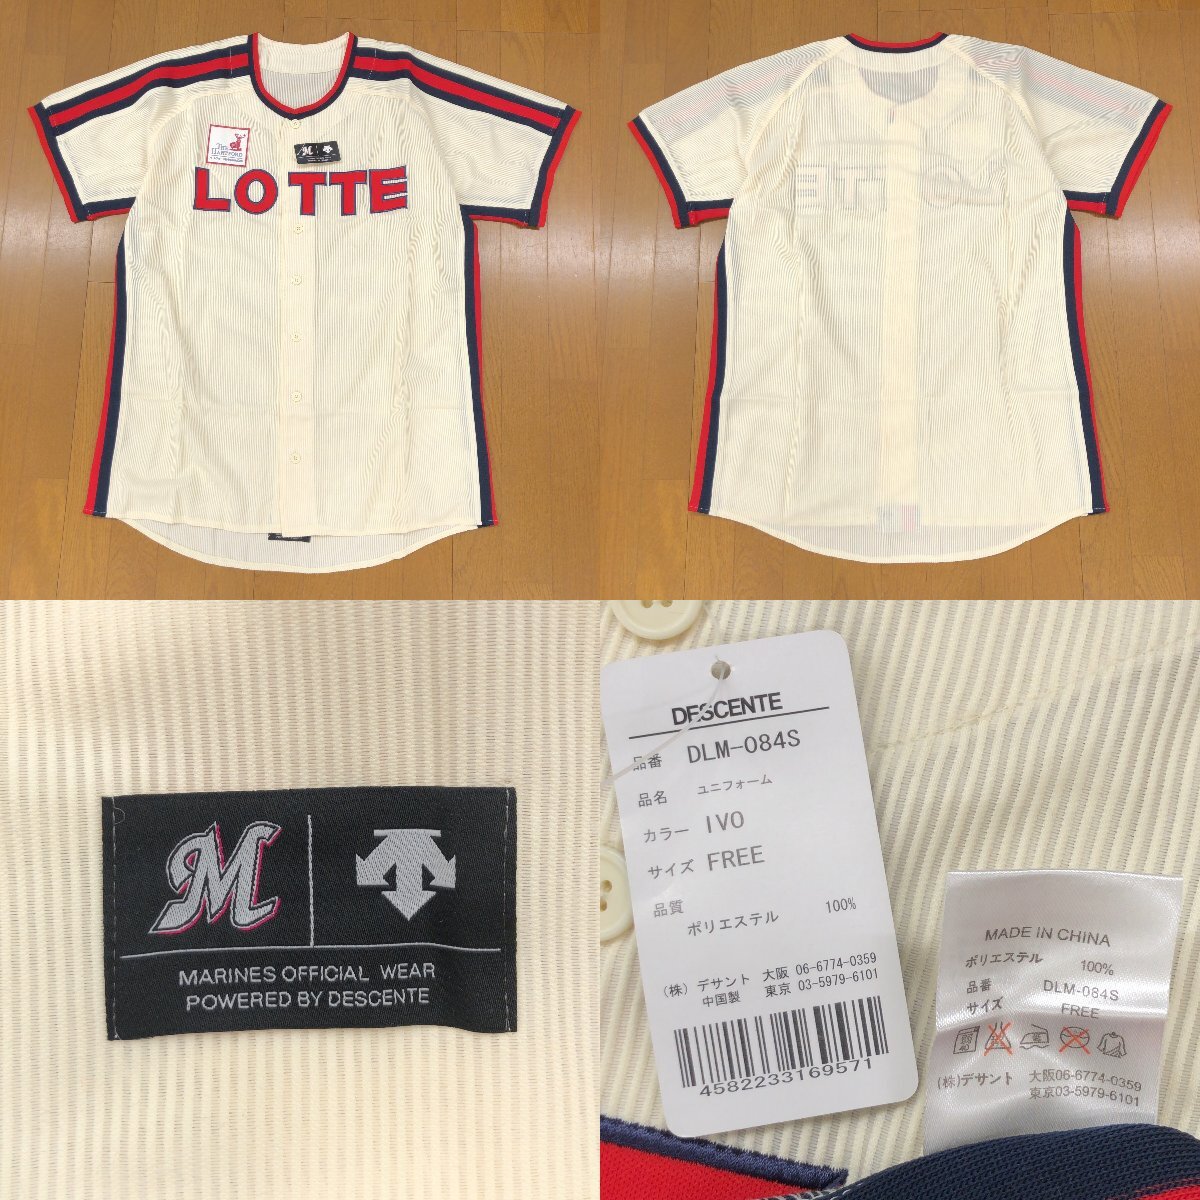 LOTTE
M
MARINES OFFICIAL WEAR
POWERED BY DESCENTE
DESCENTE
品番 DLM-084S
品名 ユニフォーム
カラー IVO
サイズ FREE
品質
ポリエステル 100%
(株) デサント 大阪 06-6774-0359
中国製 東京 03-5979-6101
4582233169571
MADE IN CHINA
ポリエステル 100%
品番 DLM-084S
サイズ FREE
(株)デサント 大阪06-6774-0359
東京03-5979-6101